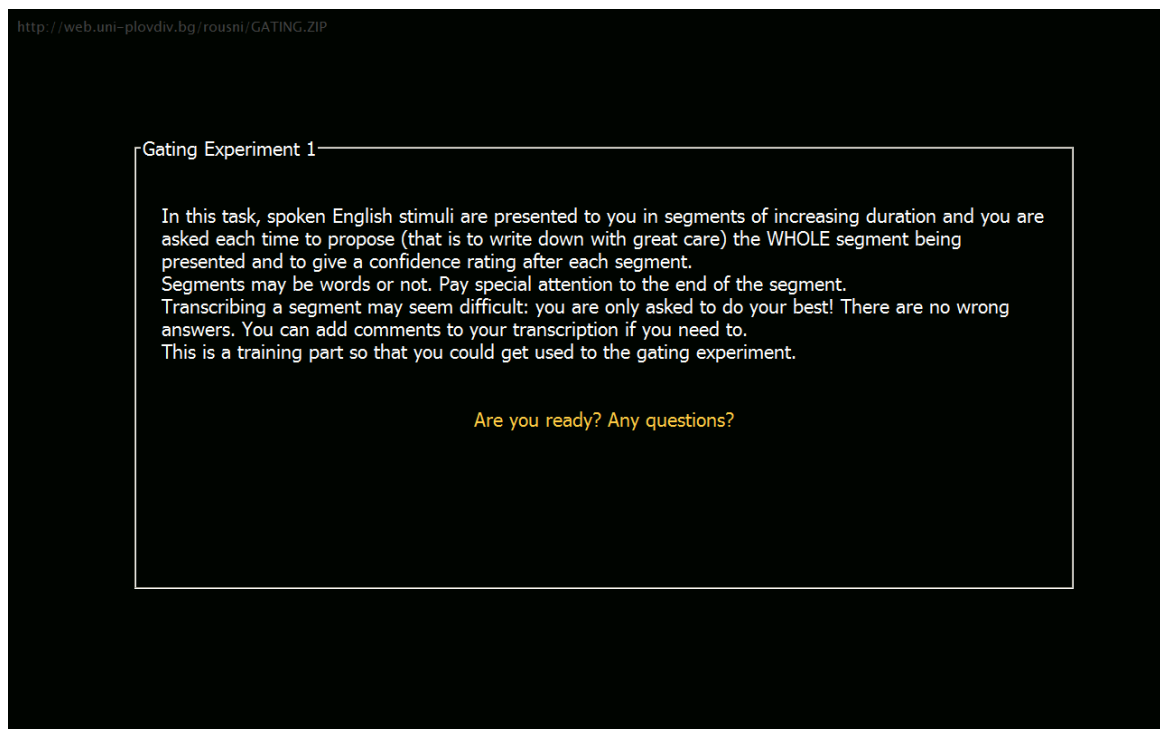 http://web.uni-plovdiv.bg/rousni/GATING.ZIP
Gating Experiment 1
In this task, spoken English stimuli are presented to you in segments of increasing duration and you are
asked each time to propose (that is to write down with great care) the WHOLE segment being
presented and to give a confidence rating after each segment.
Segments may be words or not. Pay special attention to the end of the segment.
Transcribing a segment may seem difficult: you are only asked to do your best! There are no wrong
answers. You can add comments to your transcription if you need to.
This is a training part so that you could get used to the gating experiment.
Are you ready? Any questions?